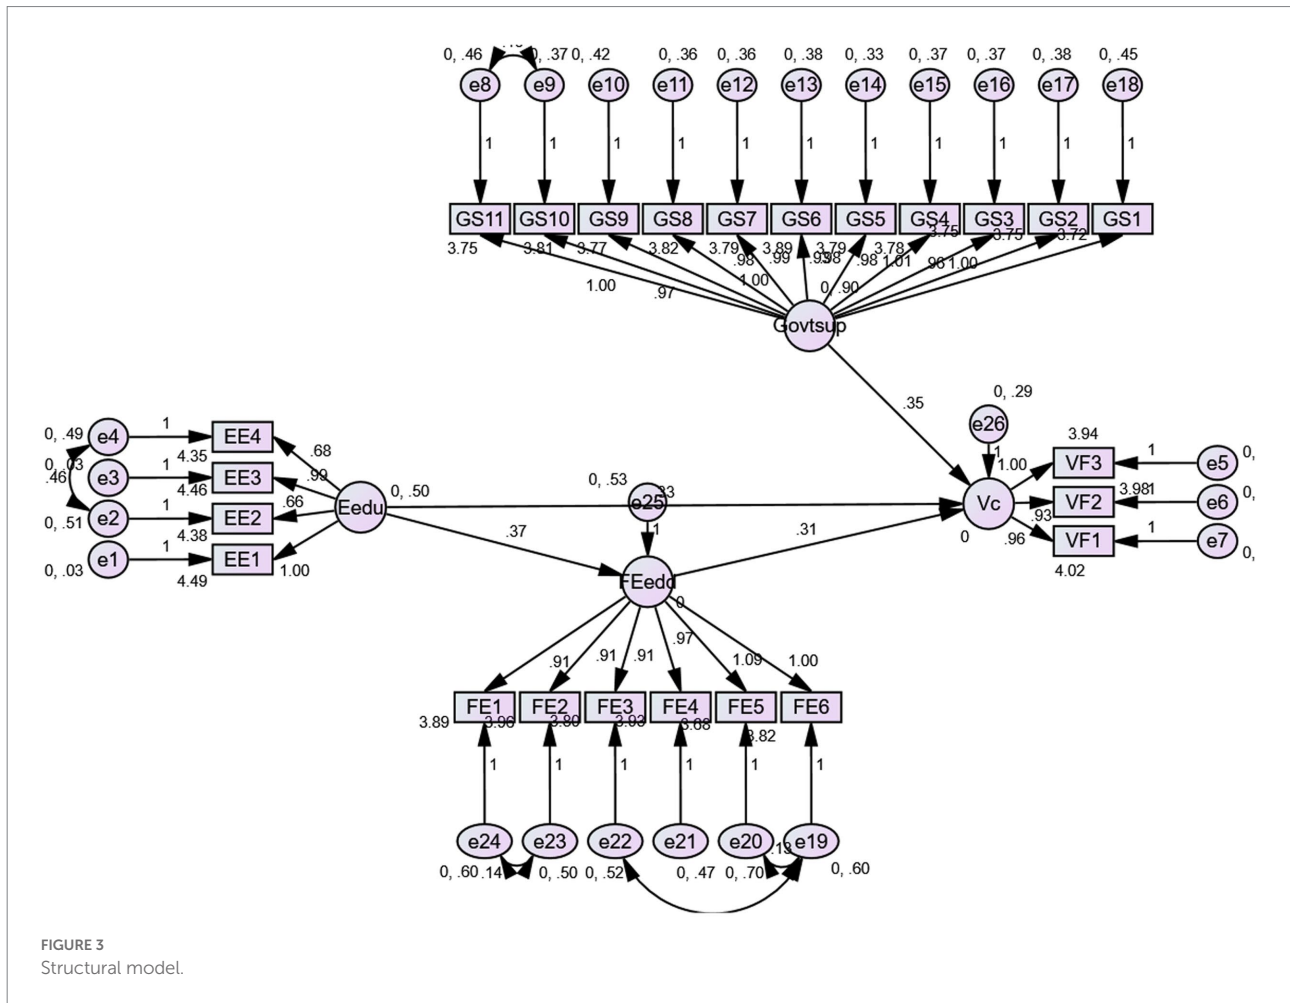 0, .46
0, .37
0, .42
0, .36
0, .36
0, .38
0, .33
0, .37
0, .37
0, .38
0, .45
e8
e9
e10
e11
e12
e13
e14
e15
e16
e17
e18
1
1
1
1
1
1
1
1
1
1
1
GS11
GS10
GS9
GS8
GS7
GS6
GS5
GS4
GS3
GS2
GS1
3.75
3.81
3.77
3.82
3.79
3.89
3.79
3.78
3.75
3.75
3.72
.98
.99
.98
1.01
.96
1.00
1.00
.97
1.00
0, .90
Govtsup
.35
0, .29
e26
1
0, .49
e4
1
EE4
4.35
.68
0, .03
e3
1
EE3
4.46
.99
.46
0, .51
e2
1
EE2
4.38
.66
0, .03
e1
1
EE1
4.49
1.00
Eedu
0, .50
0, .53
e25
1
.37
.31
Vc
0
1.00
.93
.96
3.94
VF3
1
e5
0,
3.98
VF2
1
e6
0,
VF1
1
e7
0,
4.02
0
.91
.91
.91
.97
1.09
1.00
FE1
FE2
FE3
FE4
FE5
FE6
3.89
3.96
3.80
3.93
3.68
3.82
1
1
1
1
1
1
e24
e23
e22
e21
e20
e19
.13
0, .60
.14
0, .50
0, .52
0, .47
0, .70
0, .60
FIGURE 3
Structural model.